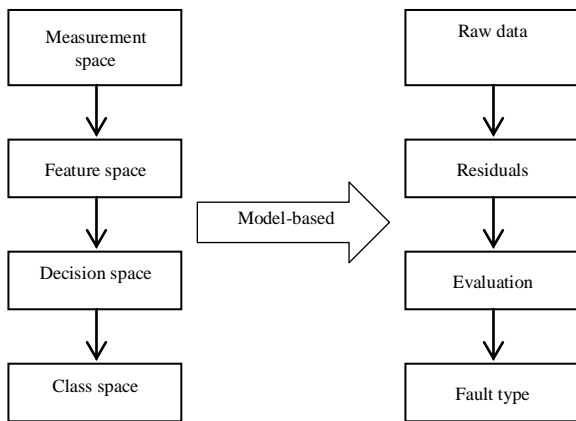 Measurement
space
Feature space
Decision space
Class space
Model-based
Raw data
Residuals
Evaluation
Fault type